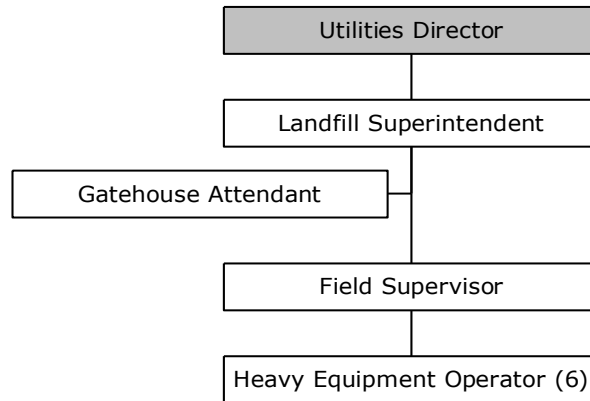 Utilities Director
Landfill Superintendent
Gatehouse Attendant
Field Supervisor
Heavy Equipment Operator (6)